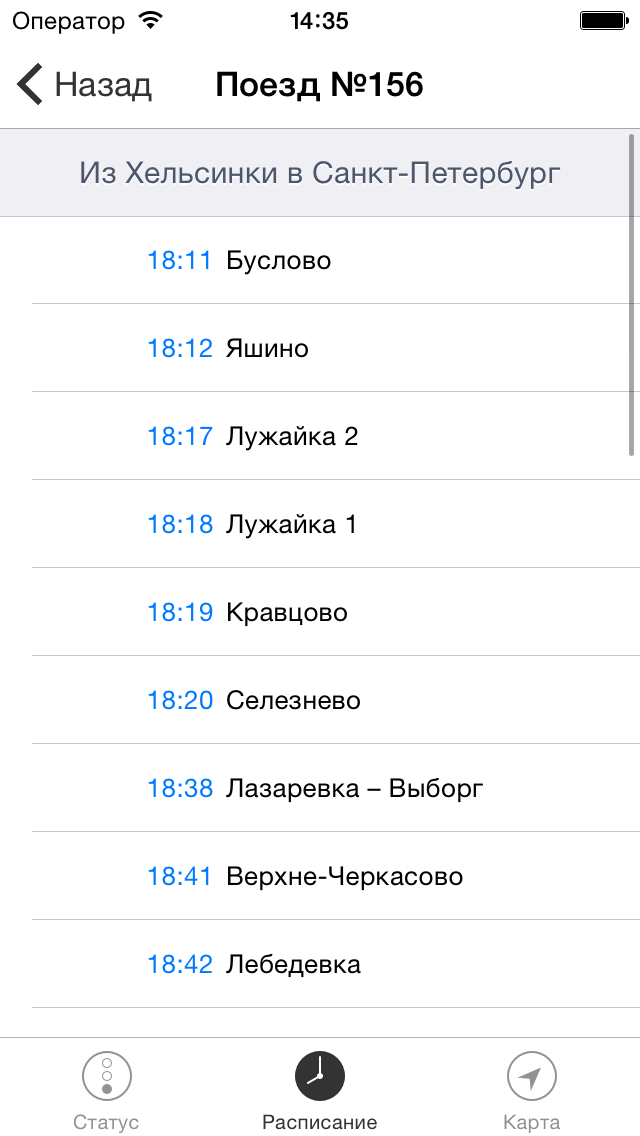 Оператор 14:35
Назад Поезд №156
Из Хельсинки в Санкт-Петербург
18:11 Буслово
18:12 Яшино
18:17 Лужайка 2
18:18 Лужайка 1
18:19 Кравцово
18:20 Селезнево
18:38 Лазаревка – Выборг
18:41 Верхне-Черкасово
18:42 Лебедевка
Статус Расписание Карта